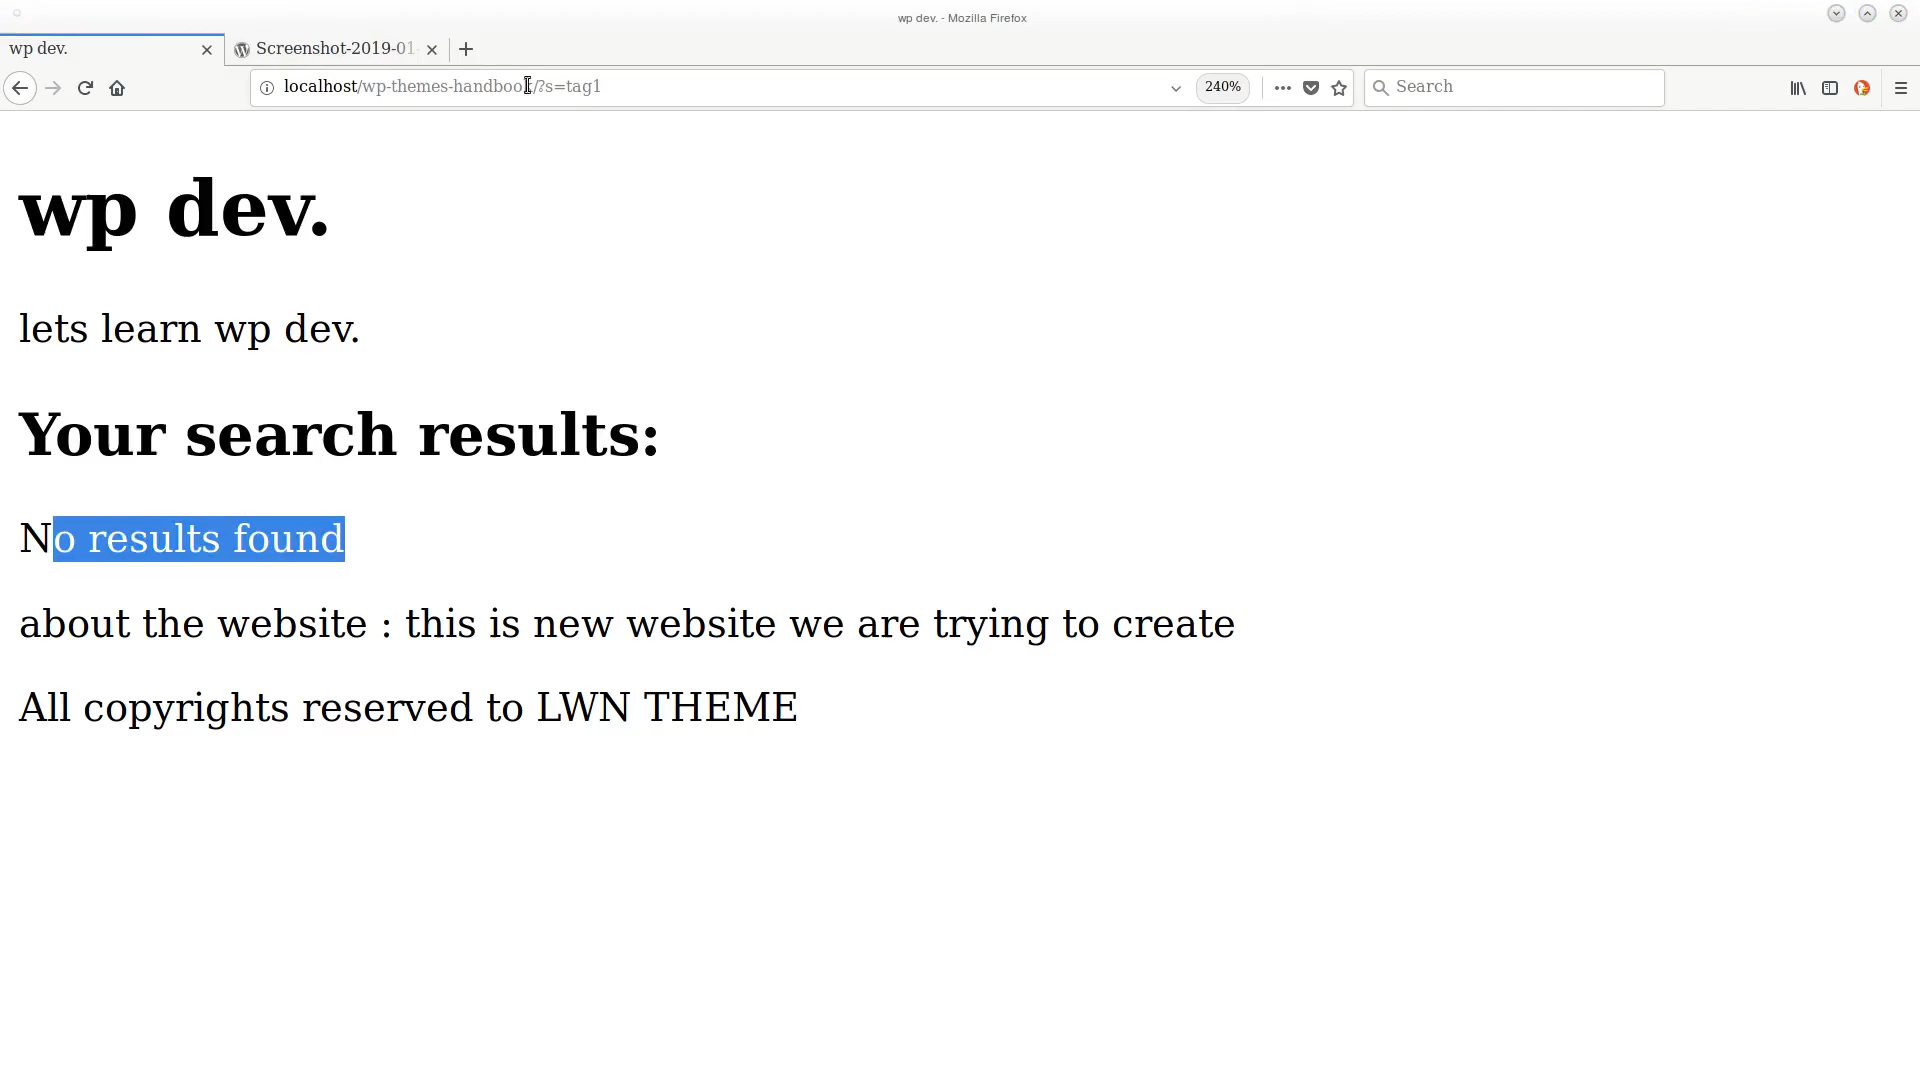 wp dev. - Mozilla Firefox
wp dev.
Screenshot-2019-01-
localhost/wp-themes-handbook/?s=tag1
240%
Search
wp dev.
lets learn wp dev.
Your search results:
No results found
about the website : this is new website we are trying to create
All copyrights reserved to LWN THEME